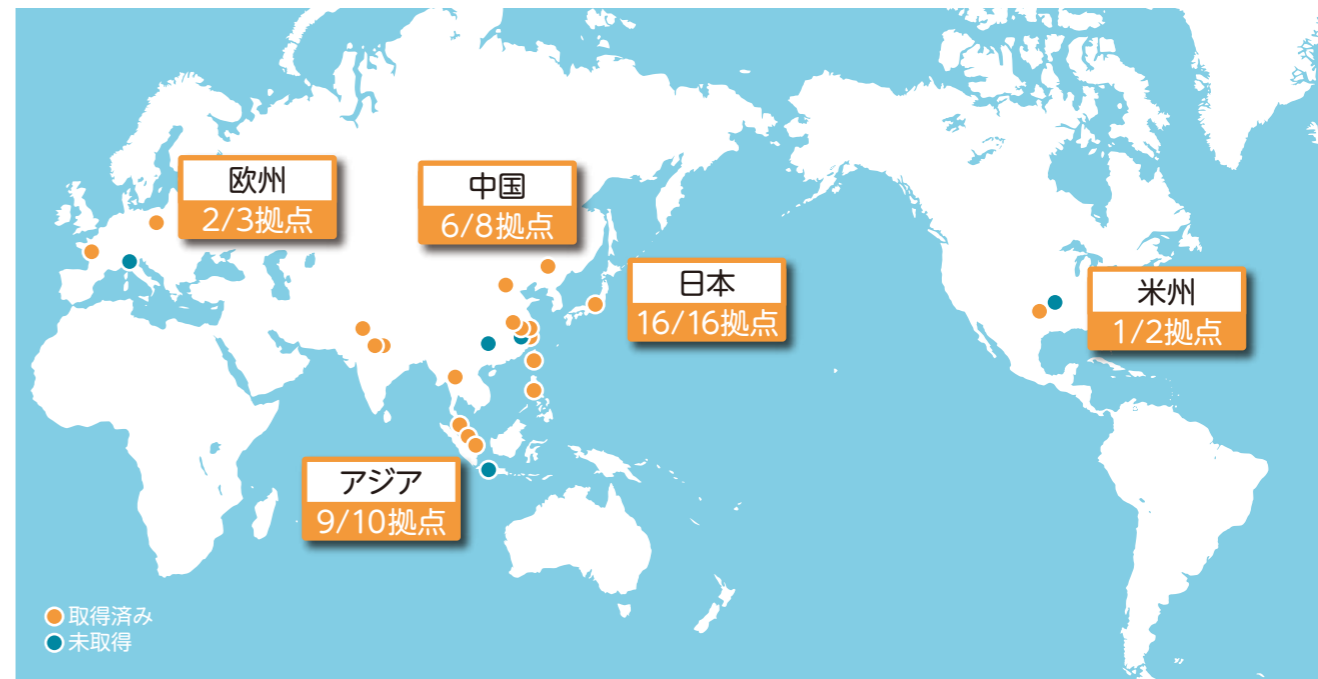 欧州
2/3拠点
中国
6/8拠点
日本
16/16拠点
米州
1/2拠点
アジア
9/10拠点
取得済み
未取得